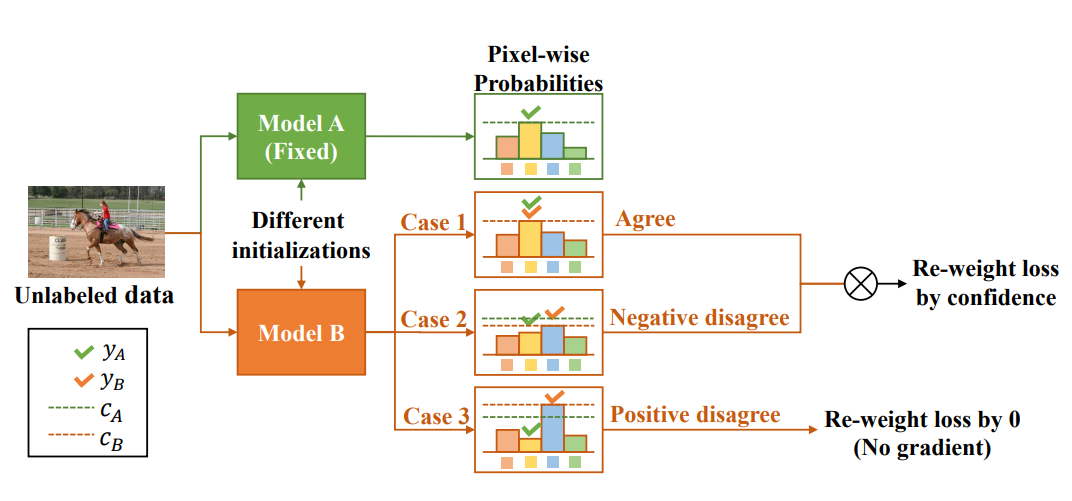 Pixel-wise
Probabilities
Model A
(Fixed)
Different
initializations
Unlabeled data
Model B
Case 1
Agree
Case 2
Negative disagree
Case 3
Positive disagree
Re-weight loss
by confidence
Re-weight loss by 0
(No gradient)
y_A
y_B
c_A
c_B